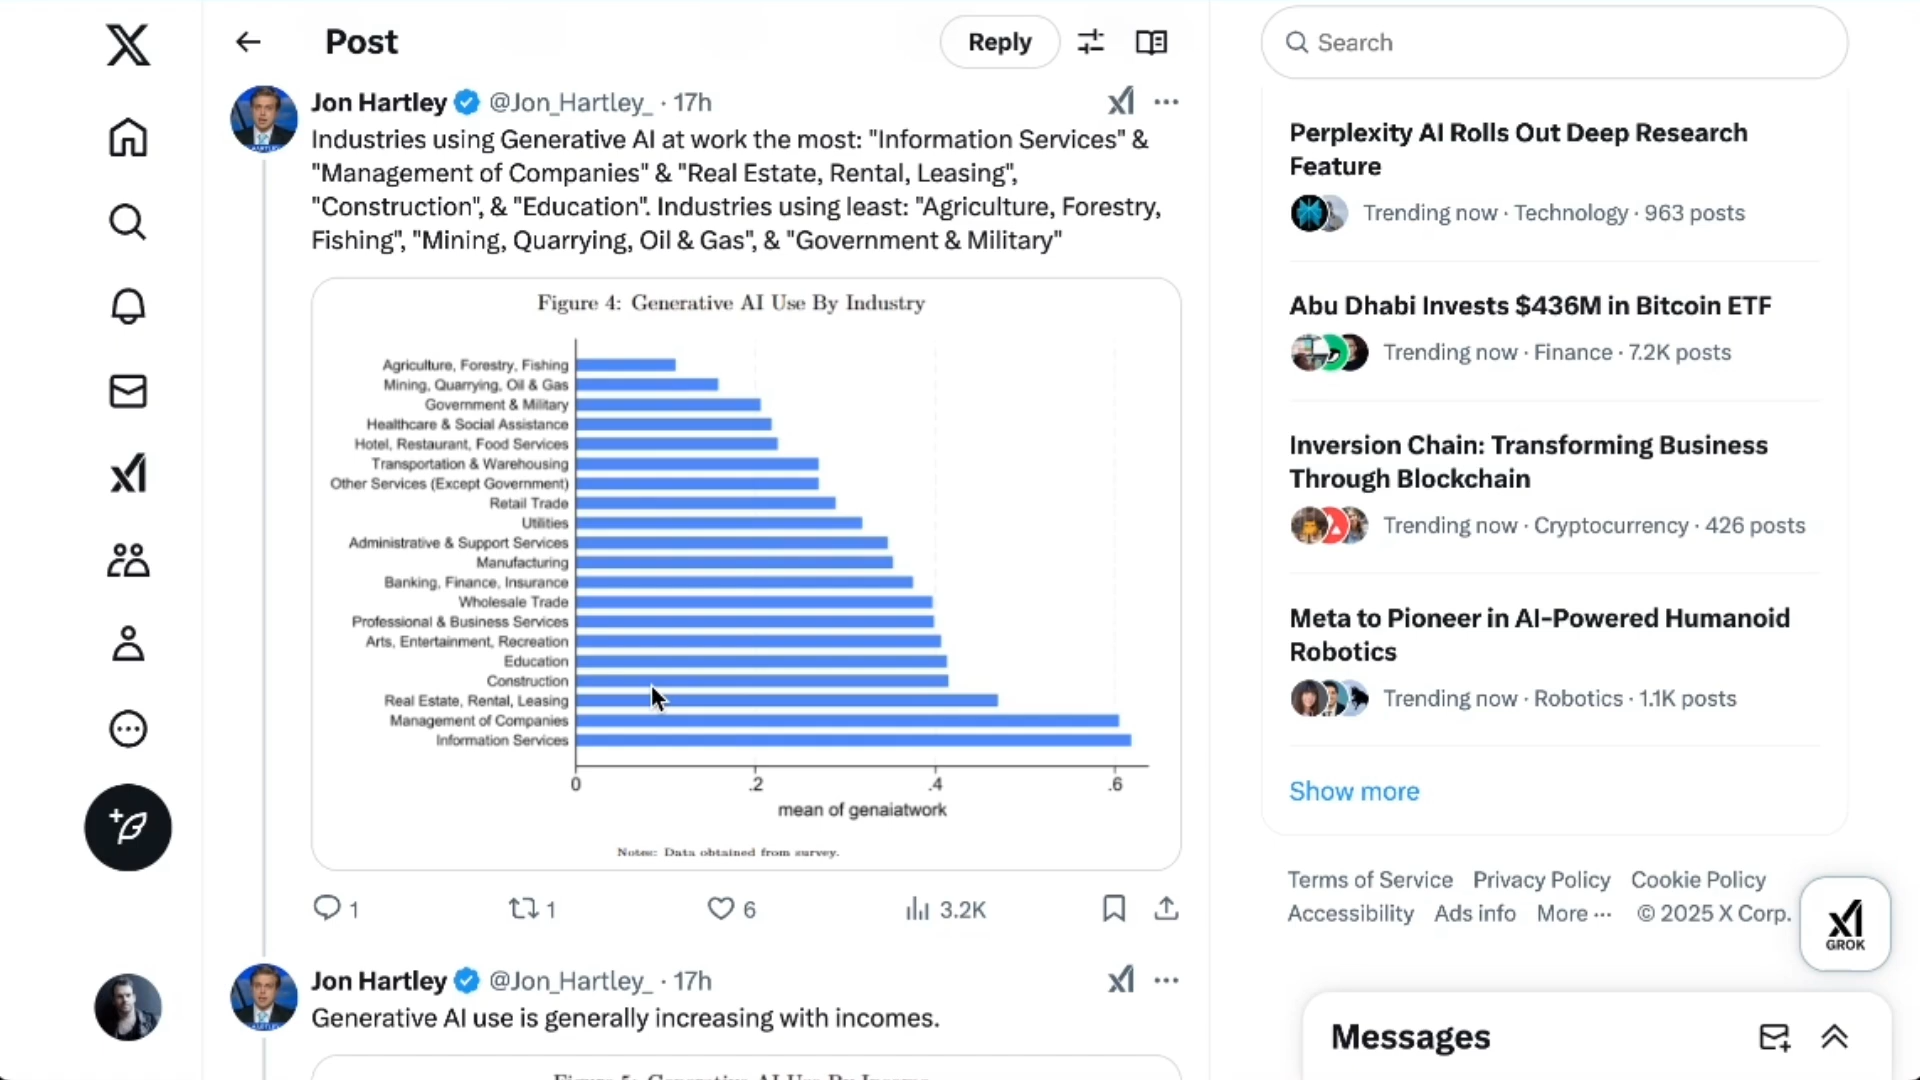 Post
Reply
Jon Hartley @Jon_Hartley_ · 17h
Industries using Generative AI at work the most: "Information Services" &
"Management of Companies" & "Real Estate, Rental, Leasing",
"Construction", & "Education". Industries using least: "Agriculture, Forestry,
Fishing", "Mining, Quarrying, Oil & Gas", & "Government & Military"
Figure 4: Generative AI Use By Industry
Agriculture, Forestry, Fishing
Mining, Quarrying, Oil & Gas
Government & Military
Healthcare & Social Assistance
Hotel, Restaurant, Food Services
Transportation & Warehousing
Other Services (Except Government)
Retail Trade
Utilities
Administrative & Support Services
Manufacturing
Banking, Finance, Insurance
Wholesale Trade
Professional & Business Services
Arts, Entertainment, Recreation
Education
Construction
Real Estate, Rental, Leasing
Management of Companies
Information Services
0 .2 .4 .6
mean of genaiatwork
Notes: Data obtained from survey.
1 1 6 3.2K
Jon Hartley @Jon_Hartley_ · 17h
Generative AI use is generally increasing with incomes.
Figure 5: Generative AI Use By Income
Search
Perplexity AI Rolls Out Deep Research
Feature
Trending now · Technology · 963 posts
Abu Dhabi Invests $436M in Bitcoin ETF
Trending now · Finance · 7.2K posts
Inversion Chain: Transforming Business
Through Blockchain
Trending now · Cryptocurrency · 426 posts
Meta to Pioneer in AI-Powered Humanoid
Robotics
Trending now · Robotics · 1.1K posts
Show more
Terms of Service Privacy Policy Cookie Policy
Accessibility Ads info More ··· © 2025 X Corp.
GROK
Messages